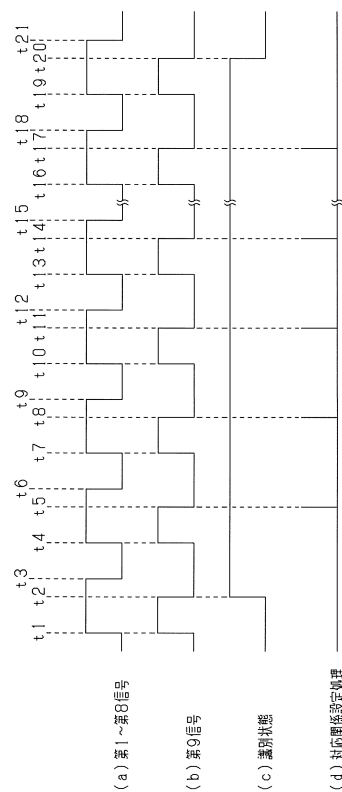 t1 t2 t3 t4 t5 t6 t7 t8 t9 t10 t11 t12 t13 t14 t15 t16 t17 t18 t19 t20 t21
(a)第1～第8信号
(b)第9信号
(c)識別状態
(d)対応関係設定処理